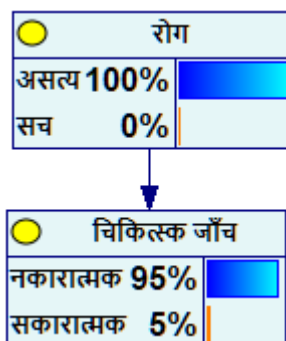 रोग
असत्य 100%
सच 0%
चिकित्स्क जाँच
नकारात्मक 95%
सकारात्मक 5%